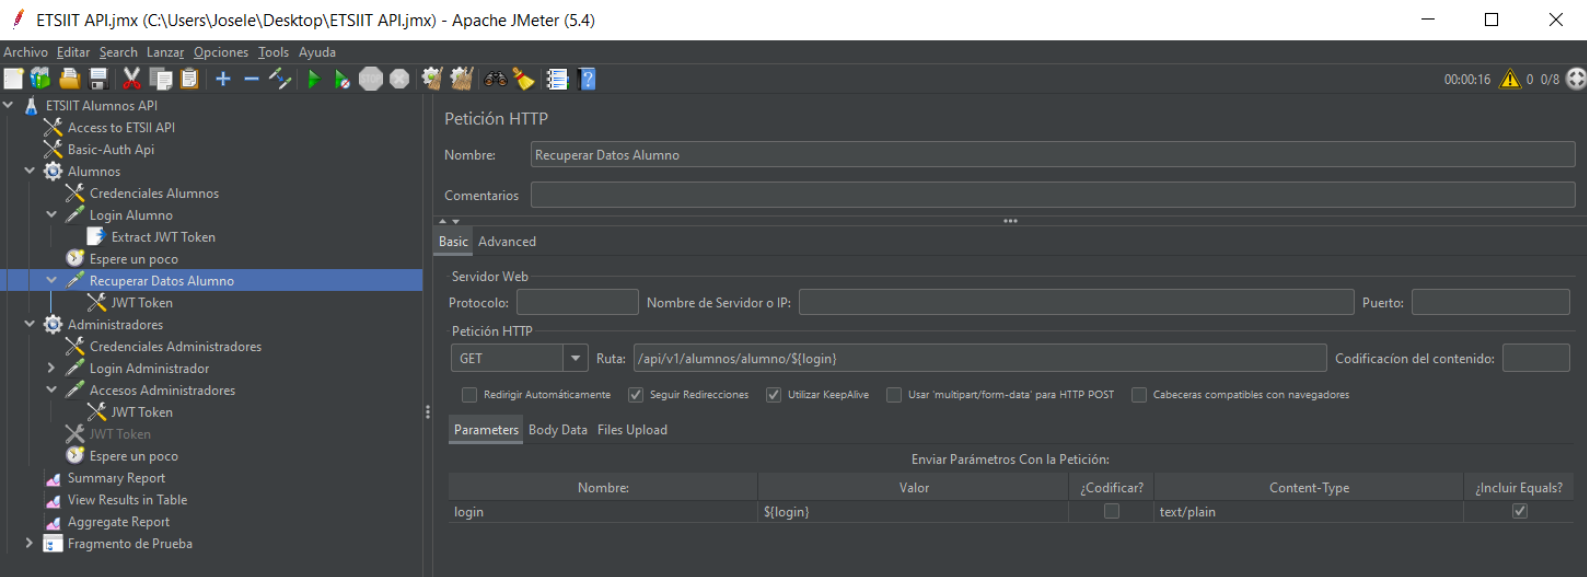 ETSIIT API.jmx (C:\Users\Josele\Desktop\ETSIIT API.jmx) - Apache JMeter (5.4)
Archivo Editar Search Lanzar Opciones Tools Ayuda
STOP
00:00:16 0 0/8
ETSIIT Alumnos API
Access to ETSII API
Basic-Auth Api
Alumnos
Credenciales Alumnos
Login Alumno
Extract JWT Token
Espere un poco
Recuperar Datos Alumno
JWT Token
Administradores
Credenciales Administradores
Login Administrador
Accesos Administradores
JWT Token
JWT Token
Espere un poco
Summary Report
View Results in Table
Aggregate Report
Fragmento de Prueba
Petición HTTP
Nombre: Recuperar Datos Alumno
Comentarios
Basic Advanced
Servidor Web
Protocolo: Nombre de Servidor o IP: Puerto:
Petición HTTP
GET Ruta: /api/v1/alumnos/alumno/${login} Codificacíon del contenido:
Redirigir Automáticamente Seguir Redirecciones Utilizar KeepAlive Usar 'multipart/form-data' para HTTP POST Cabeceras compatibles con navegadores
Parameters Body Data Files Upload
Enviar Parámetros Con la Petición:
Nombre: Valor ¿Codificar? Content-Type ¿Incluir Equals?
login ${login} text/plain